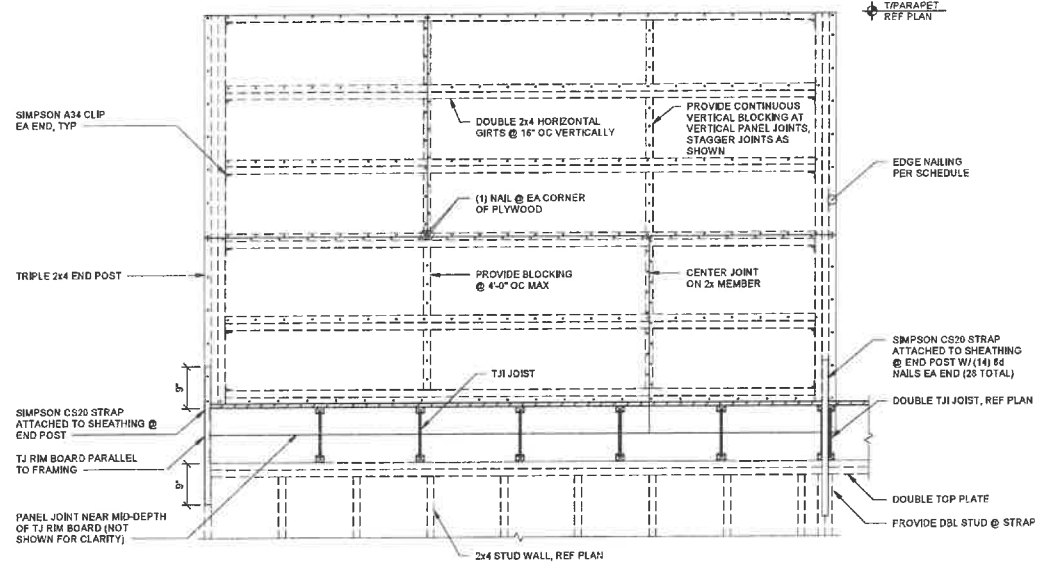 T/PARAPET
REF PLAN
SIMPSON A34 CLIP
EA END, TYP
DOUBLE 2x4 HORIZONTAL
GIRTS @ 16" OC VERTICALLY
PROVIDE CONTINUOUS
VERTICAL BLOCKING AT
VERTICAL PANEL JOINTS,
STAGGER JOINTS AS
SHOWN
EDGE NAILING
PER SCHEDULE
(1) NAIL @ EA CORNER
OF PLYWOOD
TRIPLE 2x4 END POST
PROVIDE BLOCKING
@ 4'-0" OC MAX
CENTER JOINT
ON 2x MEMBER
SIMPSON CS20 STRAP
ATTACHED TO SHEATHING
@ END POST W/ (14) 8d
NAILS EA END (28 TOTAL)
TJI JOIST
9"
DOUBLE TJI JOIST, REF PLAN
SIMPSON CS20 STRAP
ATTACHED TO SHEATHING @
END POST
TJ RIM BOARD PARALLEL
TO FRAMING
9"
DOUBLE TOP PLATE
PANEL JOINT NEAR MID-DEPTH
OF TJ RIM BOARD (NOT
SHOWN FOR CLARITY)
PROVIDE DBL STUD @ STRAP
2x4 STUD WALL, REF PLAN